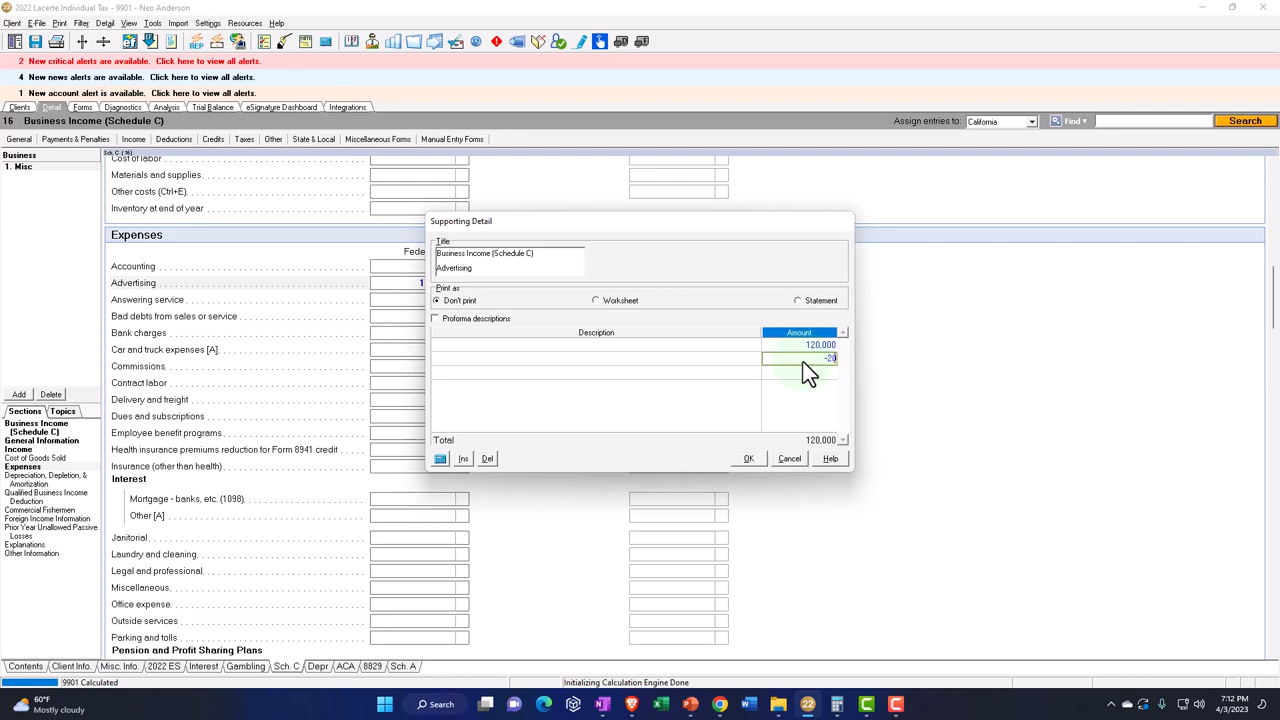 2022 Lacerte Individual Tax - 9901 - Neo Anderson
Client E-File Print Filter Detail View Tools Import Settings Resources Help
2 New critical alerts are available. Click here to view all alerts.
4 New news alerts are available. Click here to view all alerts.
1 New account alert is available. Click here to view all alerts.
Clients Detail Forms Diagnostics Analysis Trial Balance eSignature Dashboard Integrations
16 Business Income (Schedule C) Assign entries to: California Find Search
General Payments & Penalties Income Deductions Credits Taxes Other State & Local Miscellaneous Forms Manual Entry Forms
Business
1. Misc
Sch. C (16)
Cost of labor
Materials and supplies
Other costs (Ctrl+E)
Inventory at end of year
Expenses
Fede
Accounting
Advertising 1
Answering service
Bad debts from sales or service
Bank charges
Car and truck expenses [A]
Commissions
Contract labor
Delivery and freight
Dues and subscriptions
Employee benefit programs
Health insurance premiums reduction for Form 8941 credit
Insurance (other than health)
Interest
Mortgage - banks, etc. (1098)
Other [A]
Janitorial
Laundry and cleaning
Legal and professional
Miscellaneous
Office expense
Outside services
Parking and tolls
Pension and Profit Sharing Plans
Supporting Detail
Title
Business Income (Schedule C)
Advertising
Print as
Don't print Worksheet Statement
Proforma descriptions
Description Amount
120,000
-20
Total 120,000
Ins Del OK Cancel Help
Add Delete
Sections Topics
Business Income
(Schedule C)
General Information
Income
Cost of Goods Sold
Expenses
Depreciation, Depletion, &
Amortization
Qualified Business Income
Deduction
Commercial Fishermen
Foreign Income Information
Prior Year Unallowed Passive
Losses
Explanations
Other Information
Contents Client Info. Misc. Info. 2022 ES Interest Gambling Sch. C Depr ACA 8829 Sch. A
9901 Calculated Initializing Calculation Engine Done
60°F
Mostly cloudy
Search
7:12 PM
4/3/2023